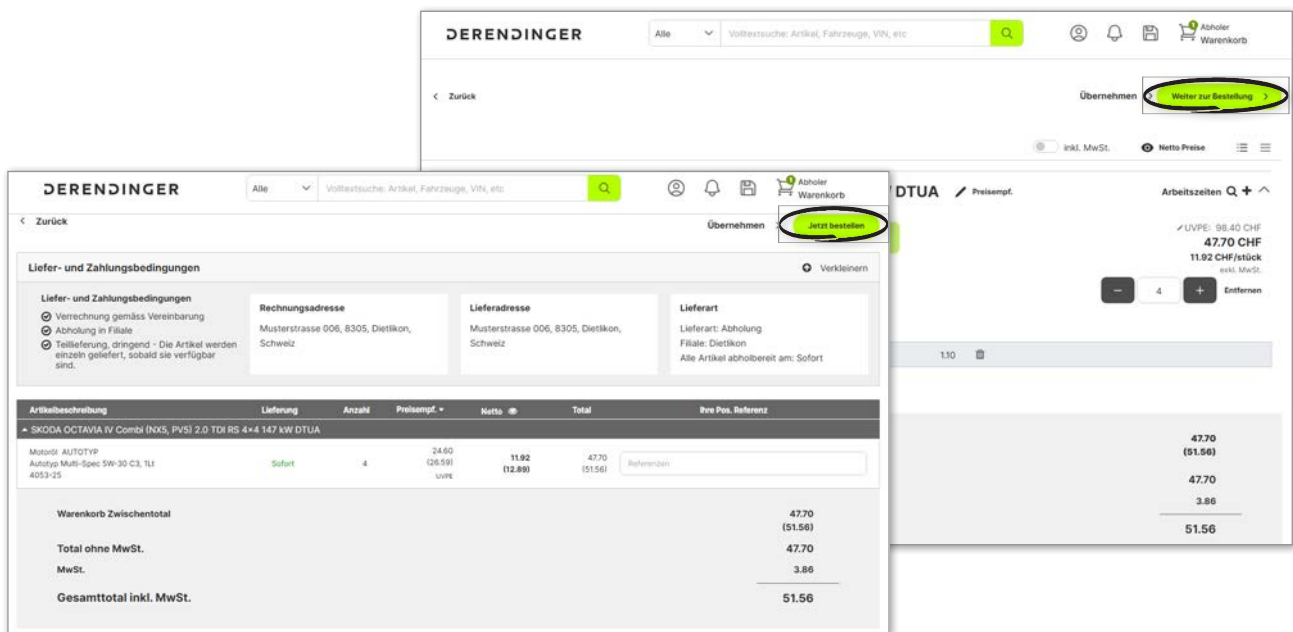 DERENDINGER
Alle
Volltextsuche: Artikel, Fahrzeuge, VIN, etc
1
Abholer
Warenkorb
Zurück
Übernehmen
Weiter zur Bestellung
inkl. MwSt.
Netto Preise
DTUA
Preisempf.
Arbeitszeiten
UVPE: 98.40 CHF
47.70 CHF
11.92 CHF/stück
exkl. MwSt.
4
Entfernen
1.10
47.70
(51.56)
47.70
3.86
51.56
DERENDINGER
Alle
Volltextsuche: Artikel, Fahrzeuge, VIN, etc
1
Abholer
Warenkorb
Zurück
Übernehmen
Jetzt bestellen
Liefer- und Zahlungsbedingungen
Verkleinern
Liefer- und Zahlungsbedingungen
Verrechnung gemäss Vereinbarung
Abholung in Filiale
Teillieferung, dringend - Die Artikel werden
einzeln geliefert, sobald sie verfügbar
sind.
Rechnungsadresse
Musterstrasse 006, 8305, Dietlikon,
Schweiz
Lieferadresse
Musterstrasse 006, 8305, Dietlikon,
Schweiz
Lieferart
Lieferart: Abholung
Filiale: Dietlikon
Alle Artikel abholbereit am: Sofort
Artikelbeschreibung Lieferung Anzahl Preisempf. Netto Total Ihre Pos. Referenz
SKODA OCTAVIA IV Combi (NX5, PV5) 2.0 TDI RS 4x4 147 kW DTUA
Motoröl AUTOTYP
Autotyp Multi-Spec 5W-30 C3, 1Lt
4053-25
Sofort
4
24.60
(26.59)
UVPE
11.92
(12.89)
47.70
(51.56)
Referenzen
Warenkorb Zwischentotal 47.70
(51.56)
Total ohne MwSt. 47.70
MwSt. 3.86
Gesamttotal inkl. MwSt. 51.56